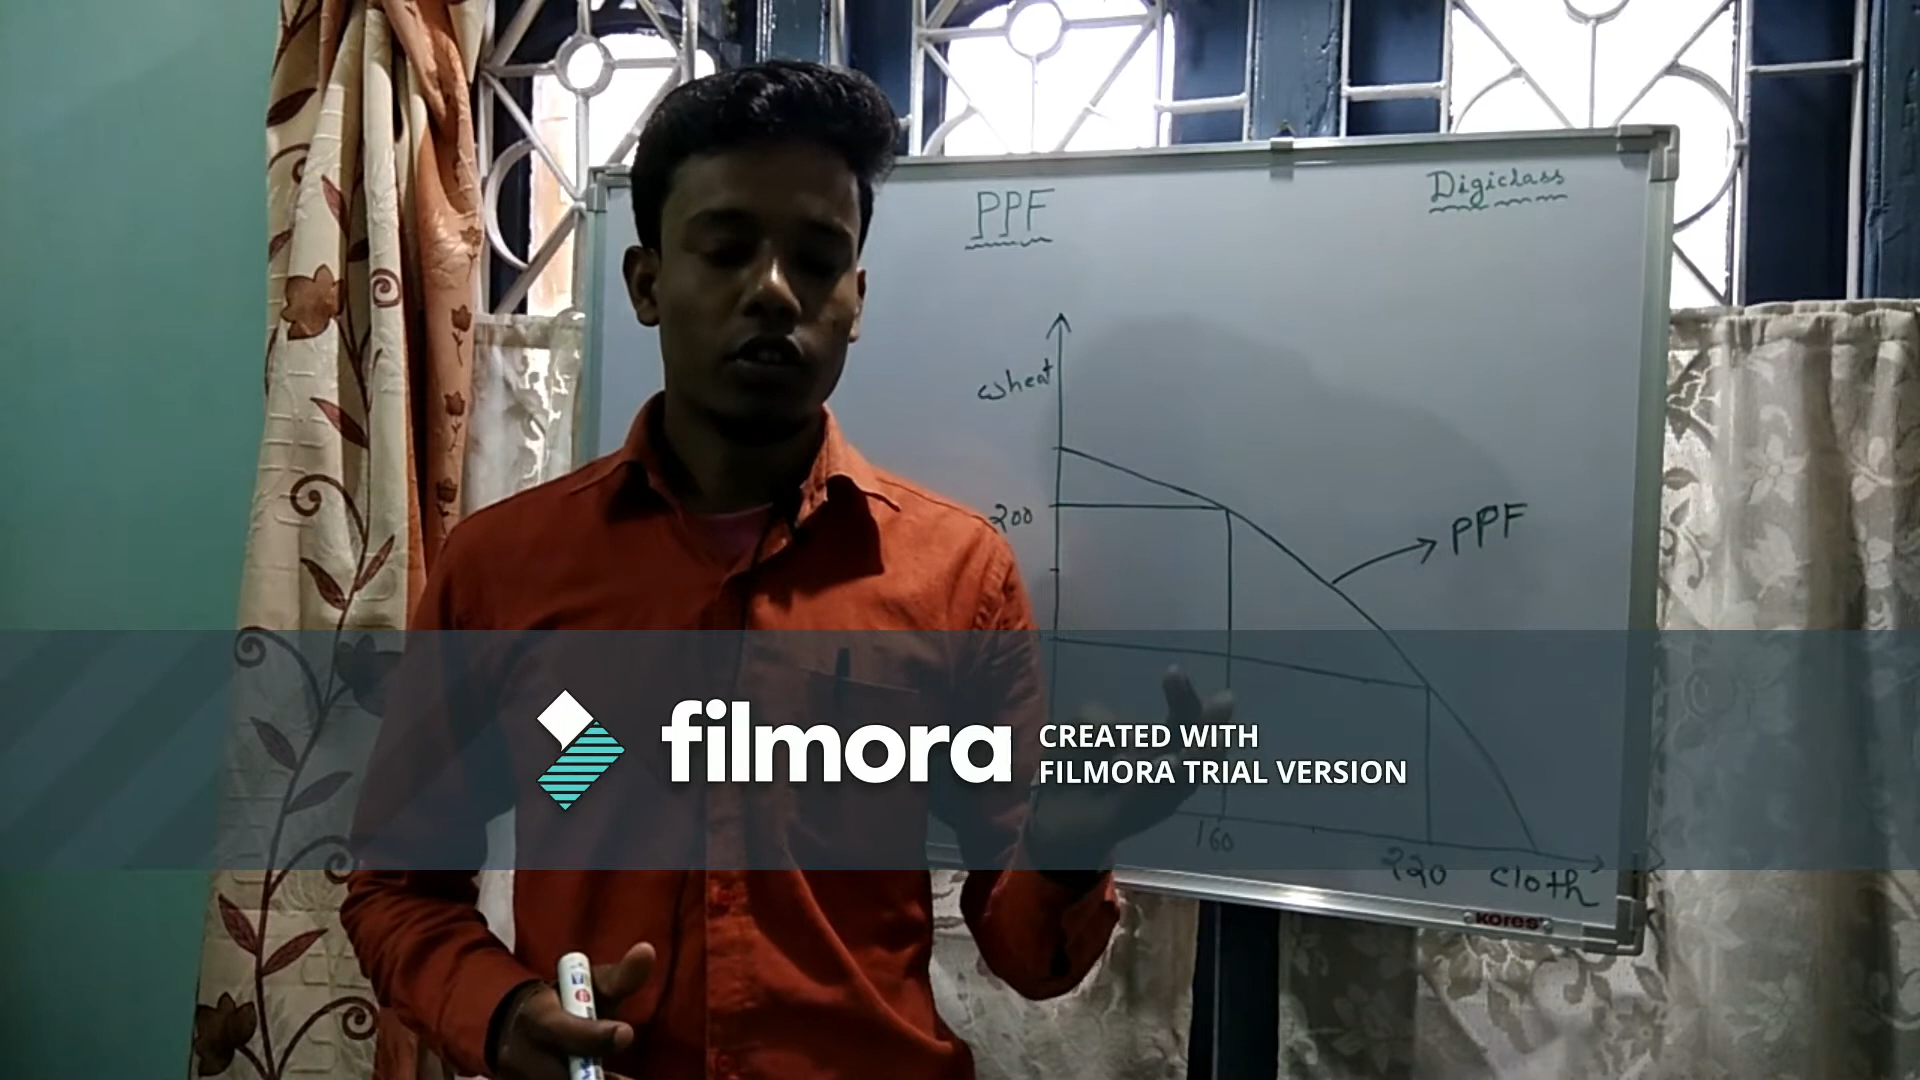 PPF
Digiclass
wheat
200
PPF
filmora
CREATED WITH
FILMORA TRIAL VERSION
160
220
cloth
kores